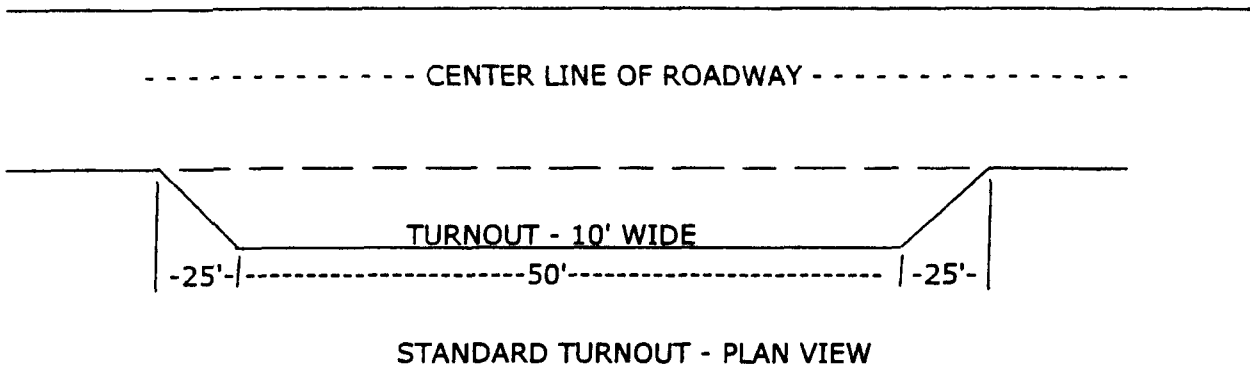 CENTER LINE OF ROADWAY
TURNOUT - 10' WIDE
-25'- 50' -25'-
STANDARD TURNOUT - PLAN VIEW